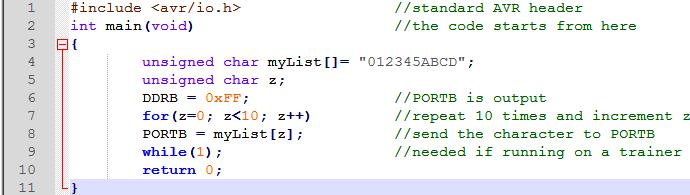 1 #include <avr/io.h> //standard AVR header
2 int main(void) //the code starts from here
3 {
4 unsigned char myList[]= "012345ABCD";
5 unsigned char z;
6 DDRB = 0xFF; //PORTB is output
7 for(z=0; z<10; z++) //repeat 10 times and increment z
8 PORTB = myList[z]; //send the character to PORTB
9 while(1); //needed if running on a trainer
10 return 0;
11 }